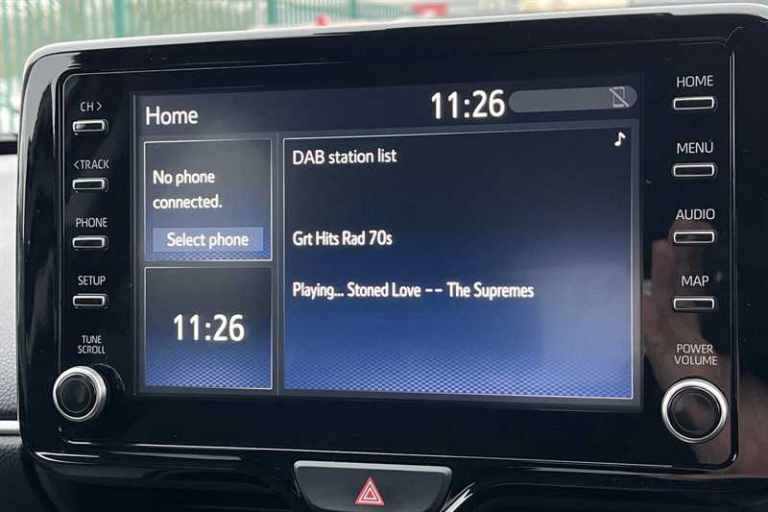 CH >
< TRACK
PHONE
SETUP
TUNE
SCROLL
Home
11:26
No phone
connected.
Select phone
11:26
DAB station list
Grt Hits Rad 70s
Playing... Stoned Love -- The Supremes
HOME
MENU
AUDIO
MAP
POWER
VOLUME